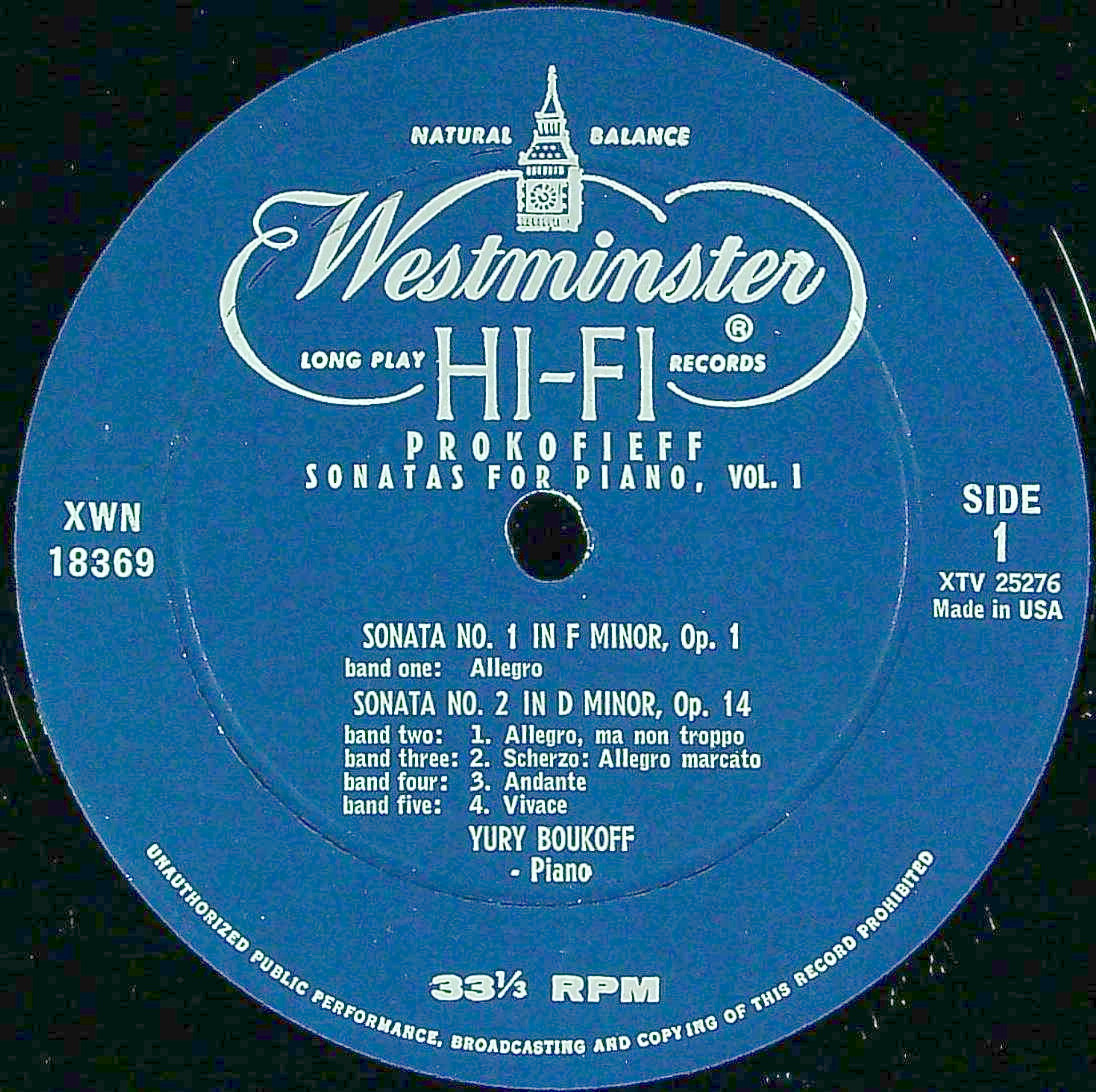 NATURAL BALANCE
Westminster
®
LONG PLAY HI-FI RECORDS
PROKOFIEFF
SONATAS FOR PIANO, VOL. 1
XWN
18369
SIDE
1
XTV 25276
Made in USA
SONATA NO. 1 IN F MINOR, Op. 1
band one: Allegro
SONATA NO. 2 IN D MINOR, Op. 14
band two: 1. Allegro, ma non troppo
band three: 2. Scherzo: Allegro marcato
band four: 3. Andante
band five: 4. Vivace
YURY BOUKOFF
- Piano
33⅓ RPM
UNAUTHORIZED PUBLIC PERFORMANCE, BROADCASTING AND COPYING OF THIS RECORD PROHIBITED